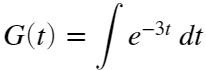 G(t) = ∫ e^{-3t} dt